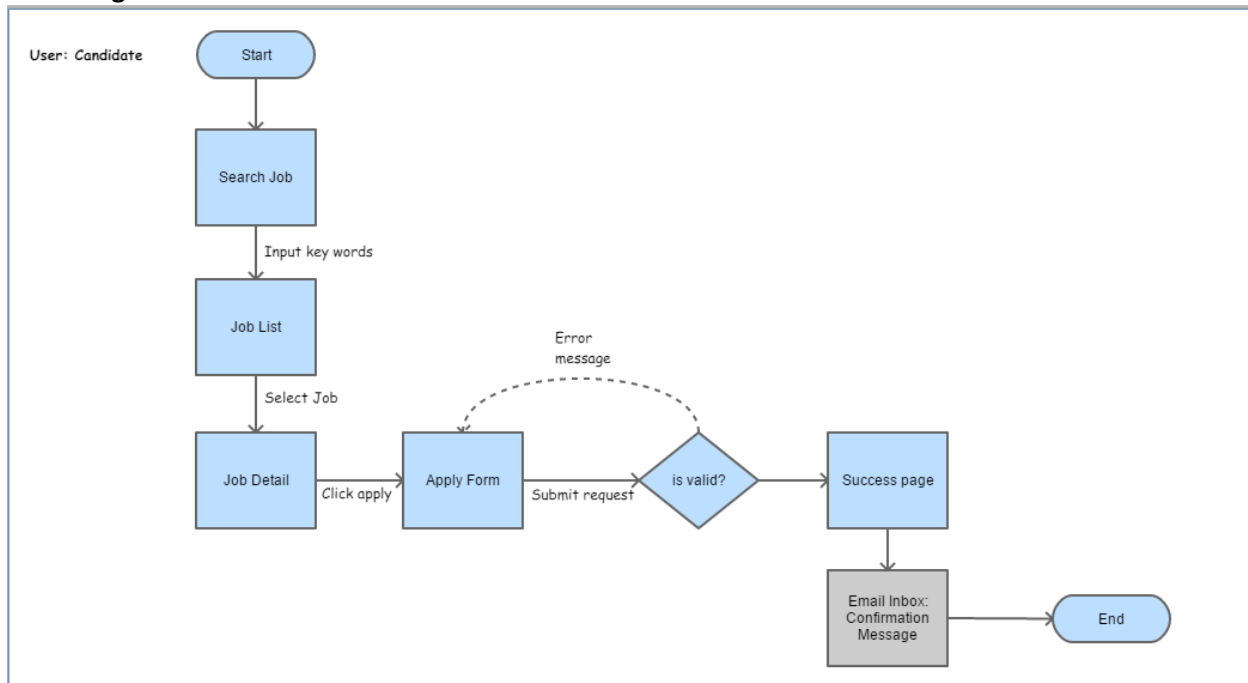 User: Candidate
Start
Search Job
Input key words
Job List
Select Job
Error
message
Job Detail
Click apply
Apply Form
Submit request
is valid?
Success page
Email Inbox:
Confirmation
Message
End